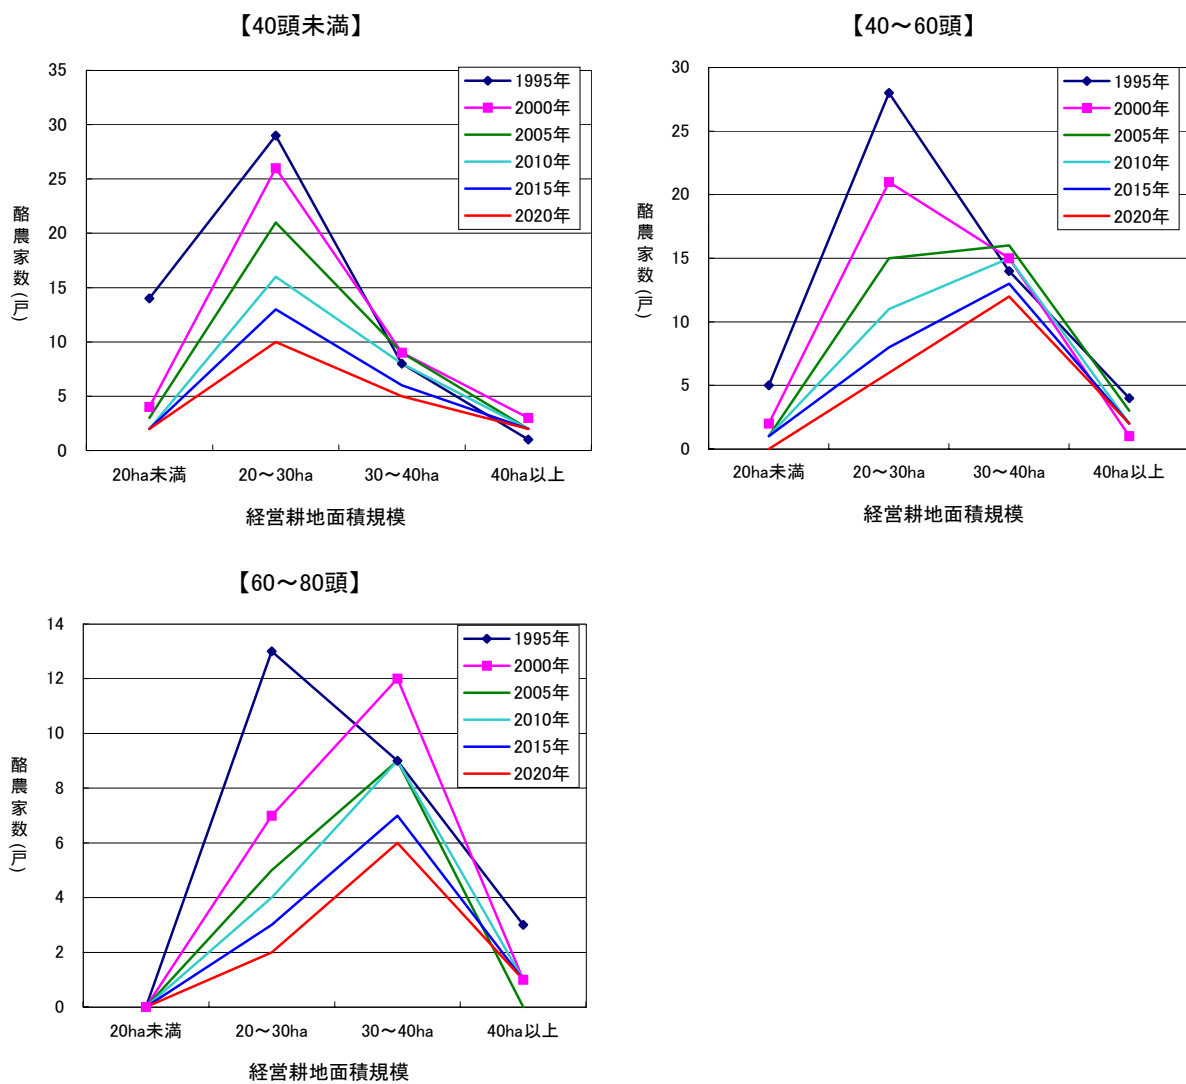 【40頭未満】
35
30
25
20
15
10
5
0
酪農家数(戸)
1995年
2000年
2005年
2010年
2015年
2020年
20ha未満
20～30ha
30～40ha
40ha以上
経営耕地面積規模
【40～60頭】
30
25
20
15
10
5
0
酪農家数(戸)
1995年
2000年
2005年
2010年
2015年
2020年
20ha未満
20～30ha
30～40ha
40ha以上
経営耕地面積規模
【60～80頭】
14
12
10
8
6
4
2
0
酪農家数(戸)
1995年
2000年
2005年
2010年
2015年
2020年
20ha未満
20～30ha
30～40ha
40ha以上
経営耕地面積規模